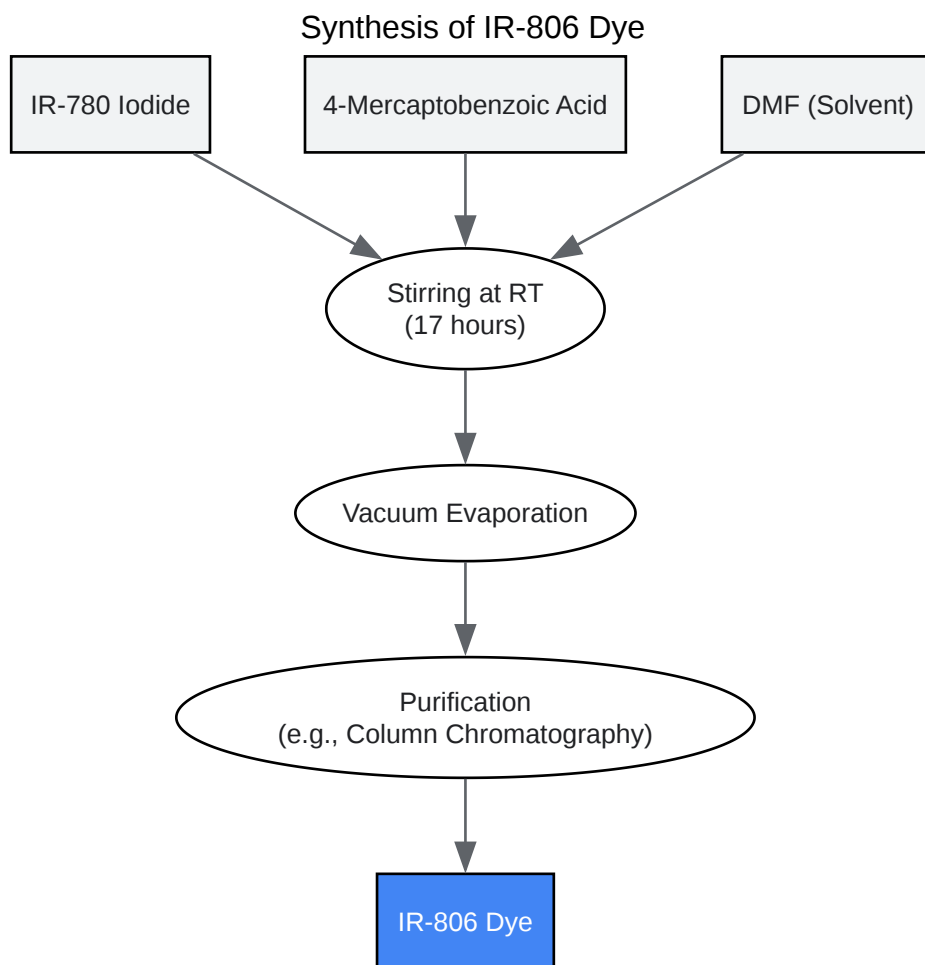 Synthesis of IR-806 Dye
IR-780 Iodide
4-Mercaptobenzoic Acid
DMF (Solvent)
Stirring at RT
(17 hours)
Vacuum Evaporation
Purification
(e.g., Column Chromatography)
IR-806 Dye